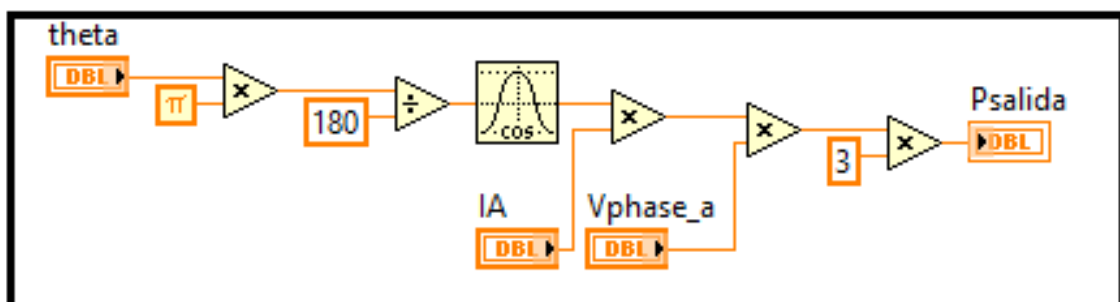 theta
DBL
π
×
180
÷
cos
×
IA
DBL
Vphase_a
DBL
×
3
×
Psalida
DBL